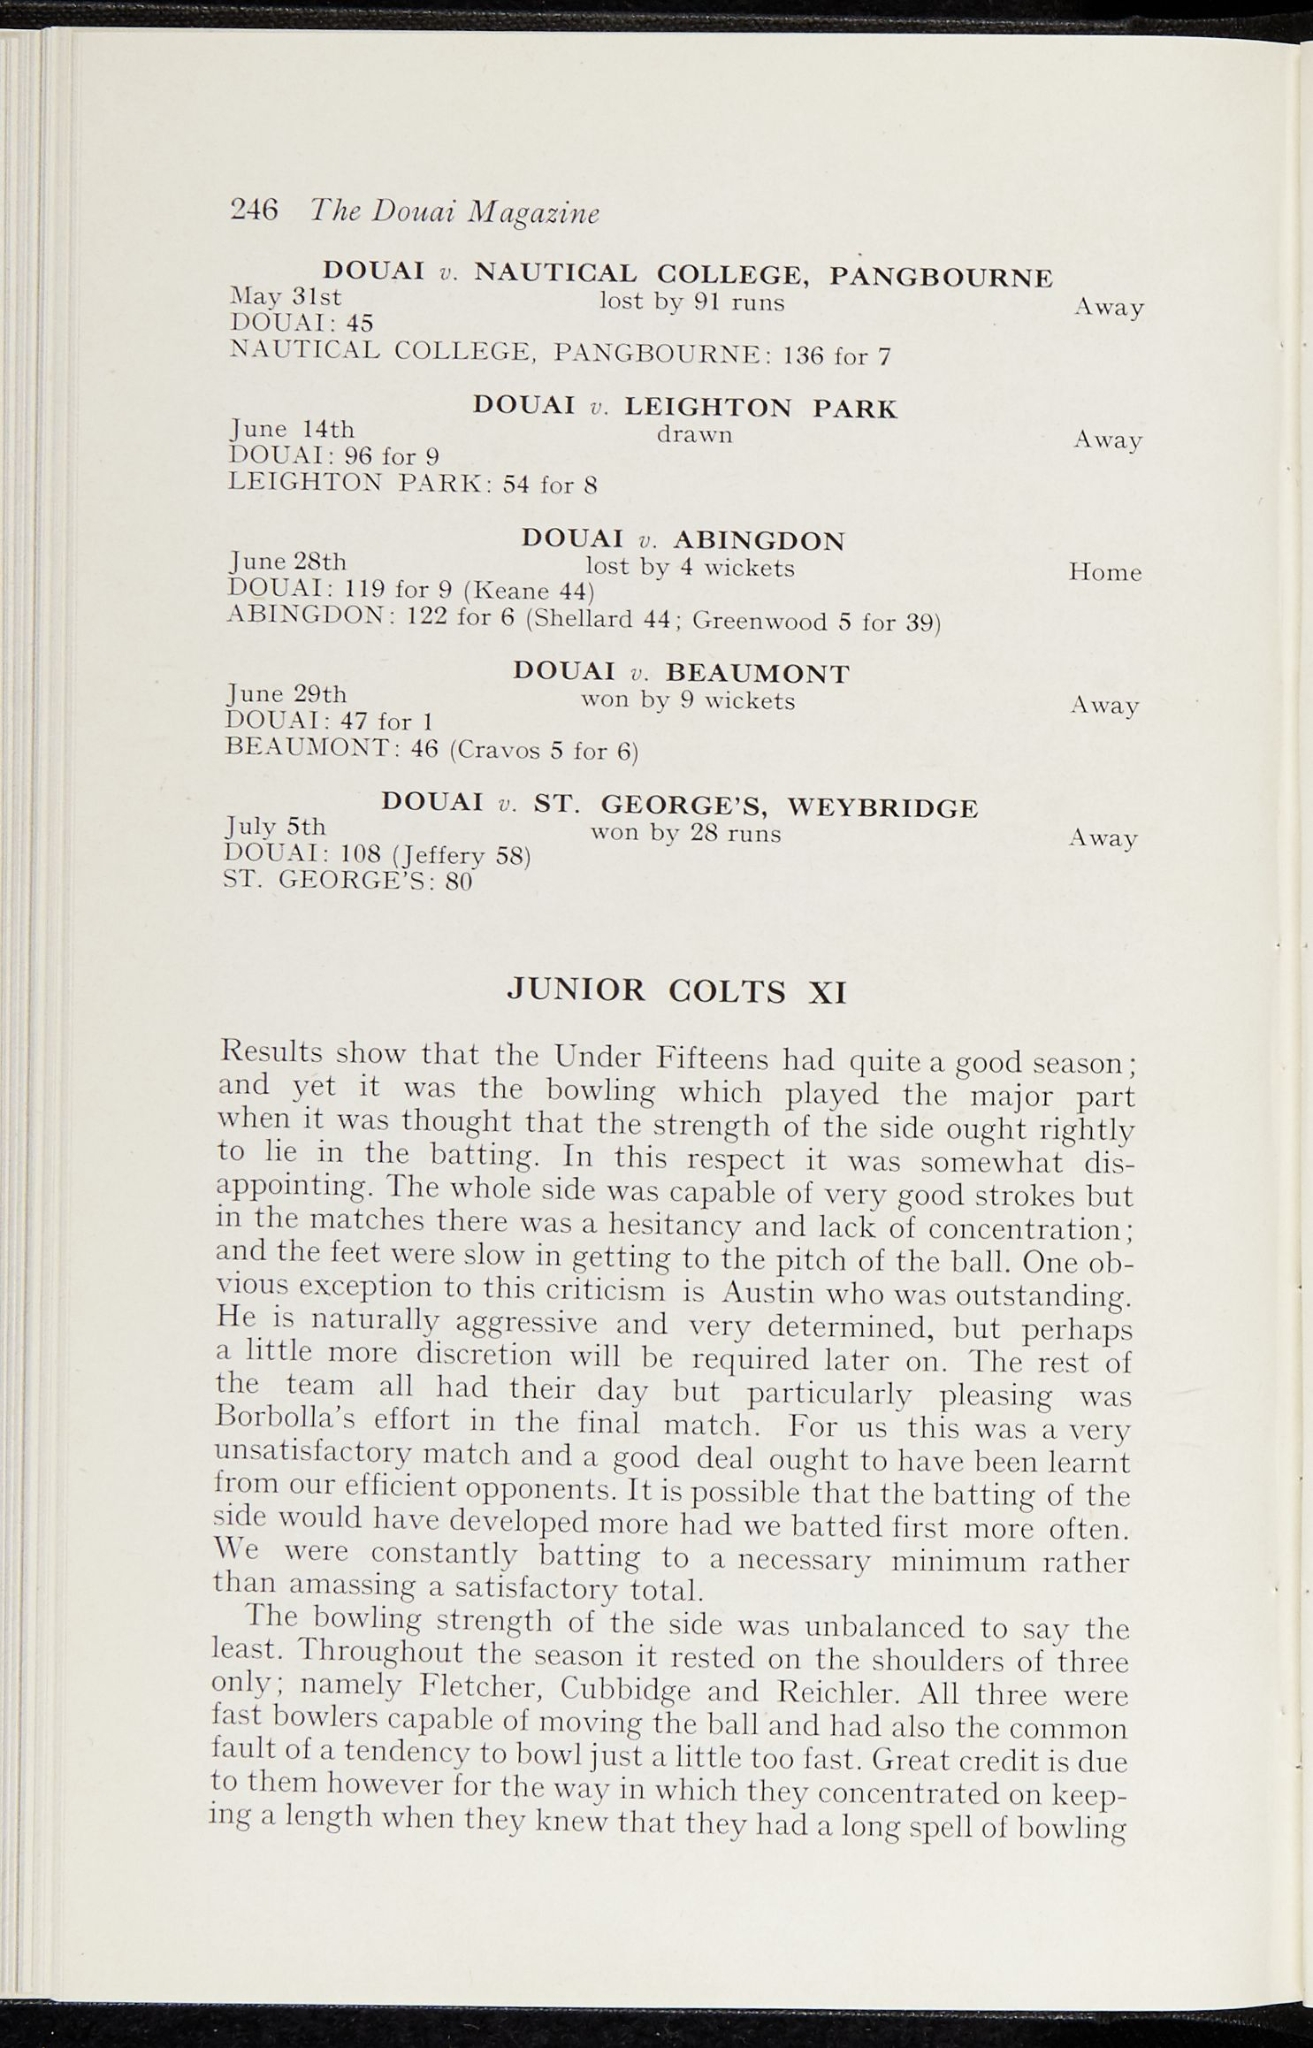 246 The Douai Magazine
DOUAI v. NAUTICAL COLLEGE, PANGBOURNE
May 31st lost by 91 runs Away
DOUAI: 45
NAUTICAL COLLEGE, PANGBOURNE: 136 for 7
DOUAI v. LEIGHTON PARK
June 14th drawn Away
DOUAI: 96 for 9
LEIGHTON PARK: 54 for 8
DOUAI v. ABINGDON
June 28th lost by 4 wickets Home
DOUAI: 119 for 9 (Keane 44)
ABINGDON: 122 for 6 (Shellard 44; Greenwood 5 for 39)
DOUAI v. BEAUMONT
June 29th won by 9 wickets Away
DOUAI: 47 for 1
BEAUMONT: 46 (Cravos 5 for 6)
DOUAI v. ST. GEORGE'S, WEYBRIDGE
July 5th won by 28 runs Away
DOUAI: 108 (Jeffery 58)
ST. GEORGE'S: 80
JUNIOR COLTS XI
Results show that the Under Fifteens had quite a good season;
and yet it was the bowling which played the major part
when it was thought that the strength of the side ought rightly
to lie in the batting. In this respect it was somewhat dis-
appointing. The whole side was capable of very good strokes but
in the matches there was a hesitancy and lack of concentration;
and the feet were slow in getting to the pitch of the ball. One ob-
vious exception to this criticism is Austin who was outstanding.
He is naturally aggressive and very determined, but perhaps
a little more discretion will be required later on. The rest of
the team all had their day but particularly pleasing was
Borbolla's effort in the final match. For us this was a very
unsatisfactory match and a good deal ought to have been learnt
from our efficient opponents. It is possible that the batting of the
side would have developed more had we batted first more often.
We were constantly batting to a necessary minimum rather
than amassing a satisfactory total.
The bowling strength of the side was unbalanced to say the
least. Throughout the season it rested on the shoulders of three
only; namely Fletcher, Cubbidge and Reichler. All three were
fast bowlers capable of moving the ball and had also the common
fault of a tendency to bowl just a little too fast. Great credit is due
to them however for the way in which they concentrated on keep-
ing a length when they knew that they had a long spell of bowling